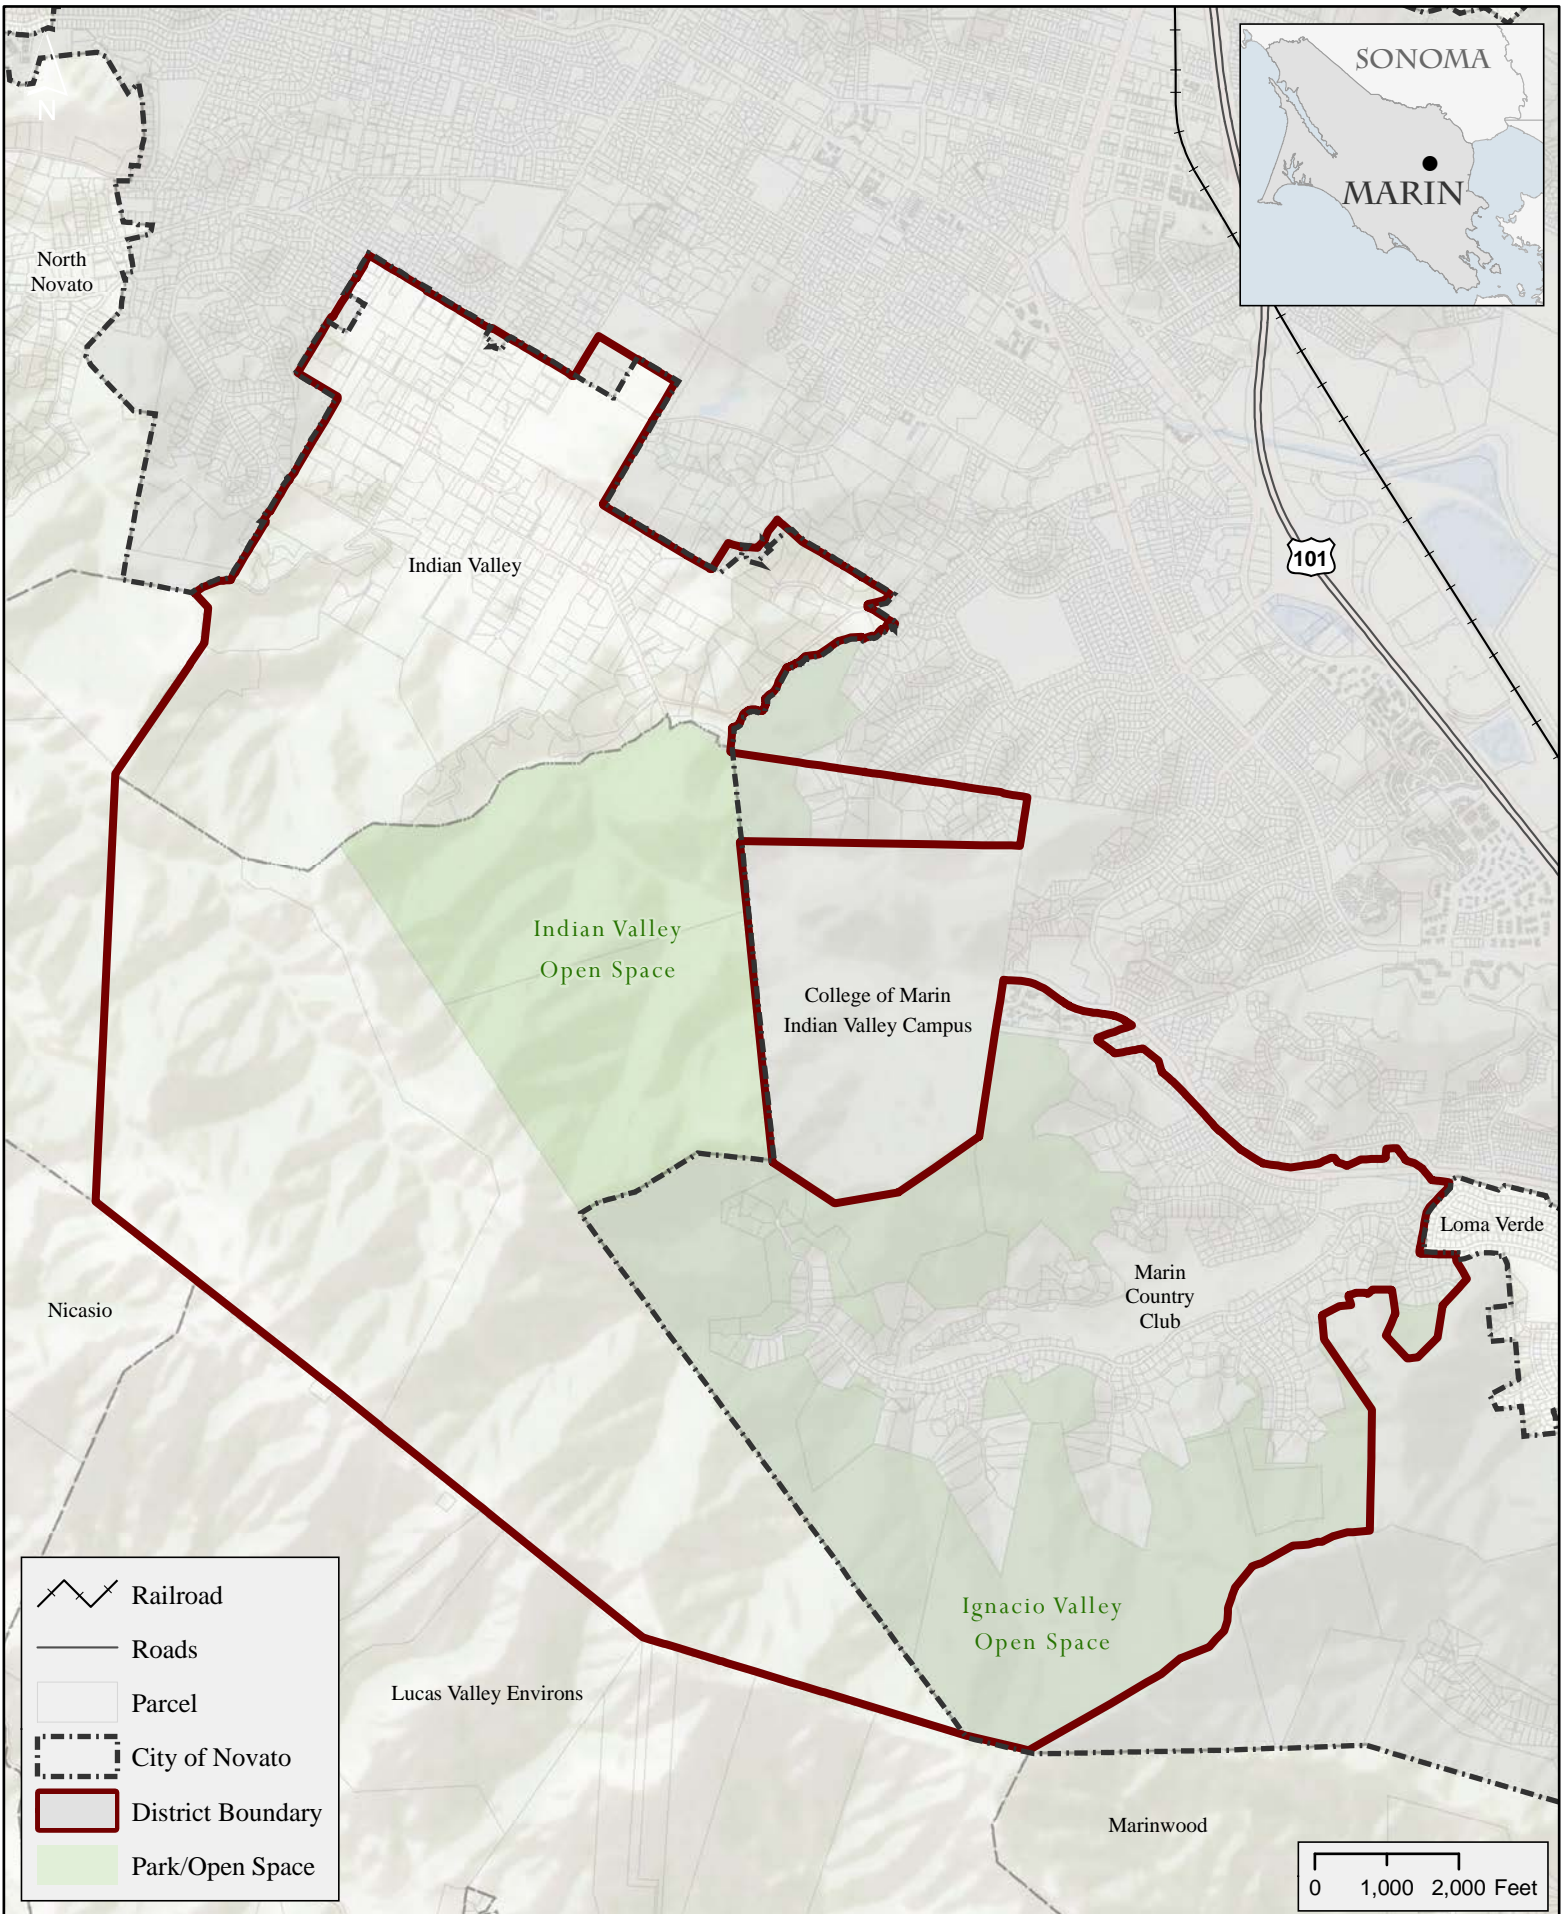 SONOMA
MARIN
N
North
Novato
101
Indian Valley
Indian Valley
Open Space
College of Marin
Indian Valley Campus
Loma Verde
Marin
Country
Club
Nicasio
Ignacio Valley
Open Space
Lucas Valley Environs
Marinwood
Railroad
Roads
Parcel
City of Novato
District Boundary
Park/Open Space
0 1,000 2,000 Feet